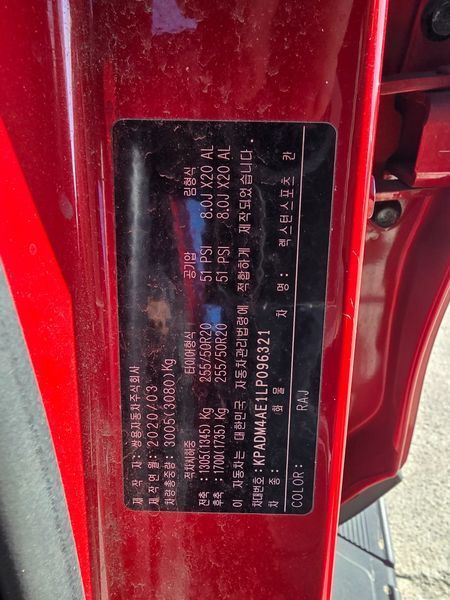 제 작 자 : 쌍용자동차주식회사
제작연월 : 2020/03
차량총중량: 3005(3080)Kg
적차시하중 타이어형식 공기압 림형식
전축 : 1305(1345) Kg 255/50R20 51 PSI 8.0J X20 AL
후축 : 1700(1735) Kg 255/50R20 51 PSI 8.0J X20 AL
이 자동차는 대한민국 자동차관리법령에 적합하게 제작되었습니다.
차대번호: KPADM4AE1LP096321
차 종 : 화 물 차 명 : 렉스턴스포츠 칸
COLOR: RAJ